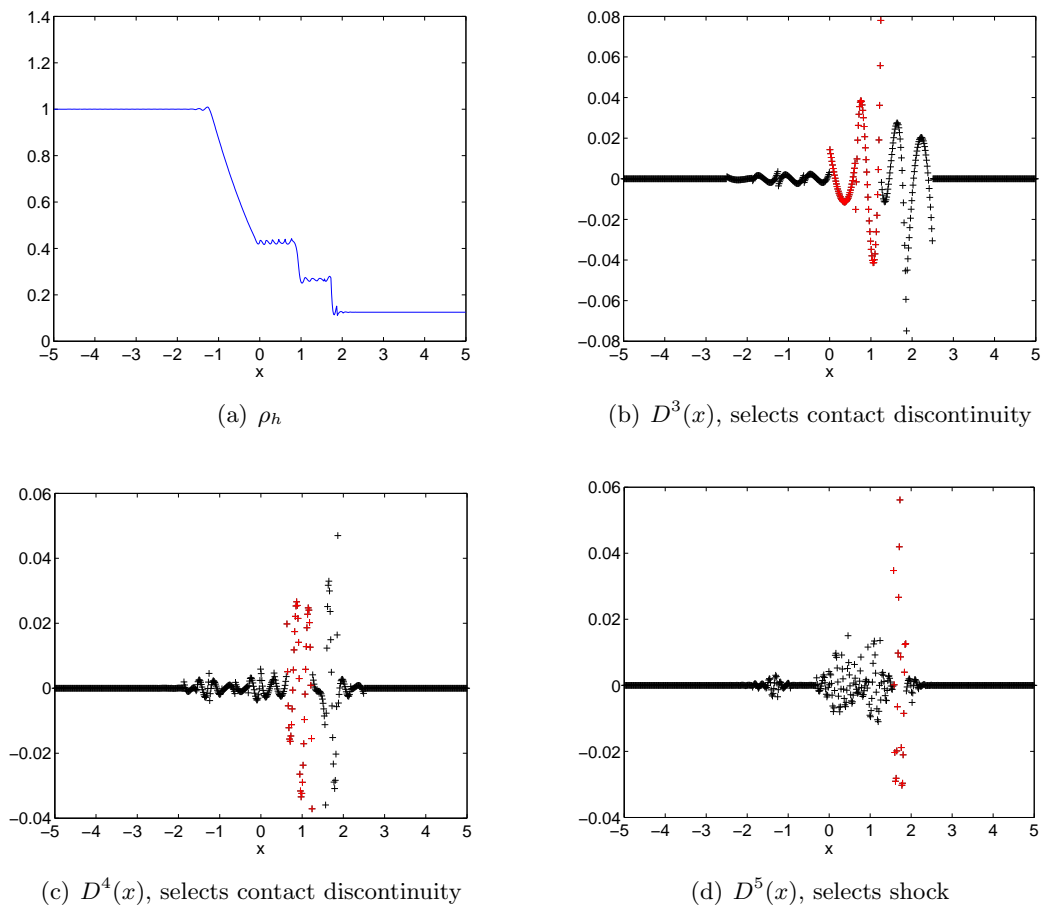 1.4
1.2
1
0.8
0.6
0.4
0.2
0
−5 −4 −3 −2 −1 0 1 2 3 4 5
x
(a) ρ_h
0.08
0.06
0.04
0.02
0
−0.02
−0.04
−0.06
−0.08
−5 −4 −3 −2 −1 0 1 2 3 4 5
x
(b) D^3(x), selects contact discontinuity
0.06
0.04
0.02
0
−0.02
−0.04
−5 −4 −3 −2 −1 0 1 2 3 4 5
x
(c) D^4(x), selects contact discontinuity
0.06
0.04
0.02
0
−0.02
−0.04
−5 −4 −3 −2 −1 0 1 2 3 4 5
x
(d) D^5(x), selects shock